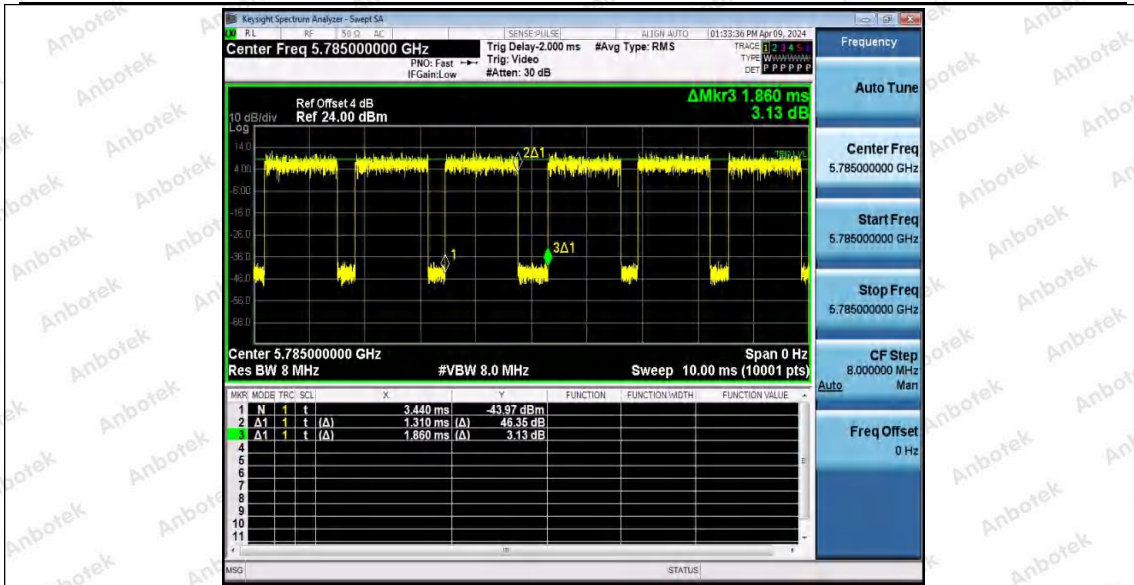 Keysight Spectrum Analyzer - Swept SA
RL RF 50 Ω AC SENSE:PULSE ALIGN AUTO 01:33:36 PM Apr 09, 2024
Center Freq 5.785000000 GHz
PNO: Fast
IFGain:Low
Trig Delay-2.000 ms
Trig: Video
#Atten: 30 dB
#Avg Type: RMS
TRACE 1 2 3 4 5 6
TYPE
DET P P P P P P
ΔMkr3 1.860 ms
3.13 dB
Ref Offset 4 dB
10 dB/div Ref 24.00 dBm
Log
14.0
4.00
-6.00
-16.0
-26.0
-36.0
-46.0
-56.0
-66.0
2Δ1
TRIG LVL
1
3Δ1
Center 5.785000000 GHz Span 0 Hz
Res BW 8 MHz #VBW 8.0 MHz Sweep 10.00 ms (10001 pts)
MKR MODE TRC SCL X Y FUNCTION FUNCTION WIDTH FUNCTION VALUE
1 N 1 t 3.440 ms -43.97 dBm
2 Δ1 1 t (Δ) 1.310 ms (Δ) 46.35 dB
3 Δ1 1 t (Δ) 1.860 ms (Δ) 3.13 dB
4
5
6
7
8
9
10
11
MSG STATUS
Frequency
Auto Tune
Center Freq
5.785000000 GHz
Start Freq
5.785000000 GHz
Stop Freq
5.785000000 GHz
CF Step
8.000000 MHz
Auto Man
Freq Offset
0 Hz
Anbotek